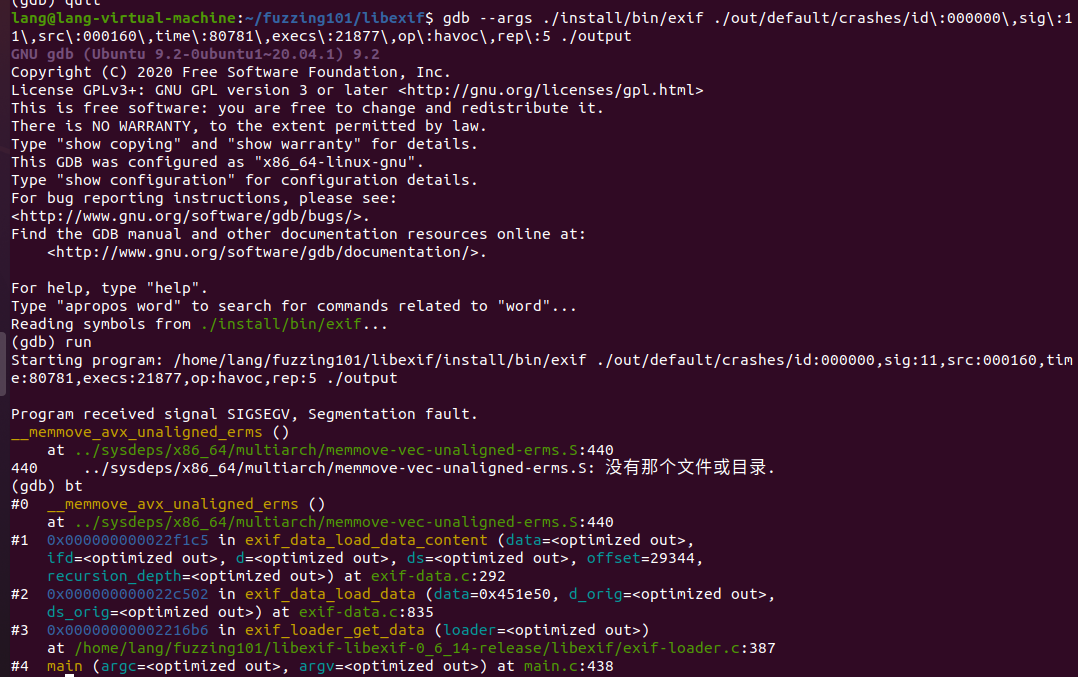 (gdb) quit
lang@lang-virtual-machine:~/fuzzing101/libexif$ gdb --args ./install/bin/exif ./out/default/crashes/id\:000000\,sig\:1
1\,src\:000160\,time\:80781\,execs\:21877\,op\:havoc\,rep\:5 ./output
GNU gdb (Ubuntu 9.2-0ubuntu1~20.04.1) 9.2
Copyright (C) 2020 Free Software Foundation, Inc.
License GPLv3+: GNU GPL version 3 or later <http://gnu.org/licenses/gpl.html>
This is free software: you are free to change and redistribute it.
There is NO WARRANTY, to the extent permitted by law.
Type "show copying" and "show warranty" for details.
This GDB was configured as "x86_64-linux-gnu".
Type "show configuration" for configuration details.
For bug reporting instructions, please see:
<http://www.gnu.org/software/gdb/bugs/>.
Find the GDB manual and other documentation resources online at:
    <http://www.gnu.org/software/gdb/documentation/>.

For help, type "help".
Type "apropos word" to search for commands related to "word"...
Reading symbols from ./install/bin/exif...
(gdb) run
Starting program: /home/lang/fuzzing101/libexif/install/bin/exif ./out/default/crashes/id:000000,sig:11,src:000160,tim
e:80781,execs:21877,op:havoc,rep:5 ./output

Program received signal SIGSEGV, Segmentation fault.
__memmove_avx_unaligned_erms ()
    at ../sysdeps/x86_64/multiarch/memmove-vec-unaligned-erms.S:440
440     ../sysdeps/x86_64/multiarch/memmove-vec-unaligned-erms.S: 没有那个文件或目录.
(gdb) bt
#0  __memmove_avx_unaligned_erms ()
    at ../sysdeps/x86_64/multiarch/memmove-vec-unaligned-erms.S:440
#1  0x000000000022f1c5 in exif_data_load_data_content (data=<optimized out>,
    ifd=<optimized out>, d=<optimized out>, ds=<optimized out>, offset=29344,
    recursion_depth=<optimized out>) at exif-data.c:292
#2  0x000000000022c502 in exif_data_load_data (data=0x451e50, d_orig=<optimized out>,
    ds_orig=<optimized out>) at exif-data.c:835
#3  0x00000000002216b6 in exif_loader_get_data (loader=<optimized out>)
    at /home/lang/fuzzing101/libexif-libexif-0_6_14-release/libexif/exif-loader.c:387
#4  main (argc=<optimized out>, argv=<optimized out>) at main.c:438